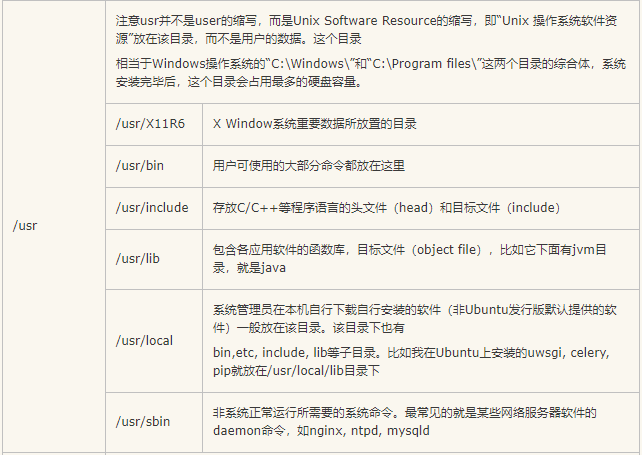 注意usr并不是user的缩写，而是Unix Software Resource的缩写，即“Unix 操作系统软件资
源”放在该目录，而不是用户的数据。这个目录
相当于Windows操作系统的“C:\Windows\”和“C:\Program files\”这两个目录的综合体，系统
安装完毕后，这个目录会占用最多的硬盘容量。
/usr
/usr/X11R6
X Window系统重要数据所放置的目录
/usr/bin
用户可使用的大部分命令都放在这里
/usr/include
存放C/C++等程序语言的头文件（head）和目标文件（include）
/usr/lib
包含各应用软件的函数库，目标文件（object file），比如它下面有jvm目
录，就是java
/usr/local
系统管理员在本机自行下载自行安装的软件（非Ubuntu发行版默认提供的软
件）一般放在该目录。该目录下也有
bin,etc, include, lib等子目录。比如我在Ubuntu上安装的uwsgi, celery,
pip就放在/usr/local/lib目录下
/usr/sbin
非系统正常运行所需要的系统命令。最常见的就是某些网络服务器软件的
daemon命令，如nginx, ntpd, mysqld